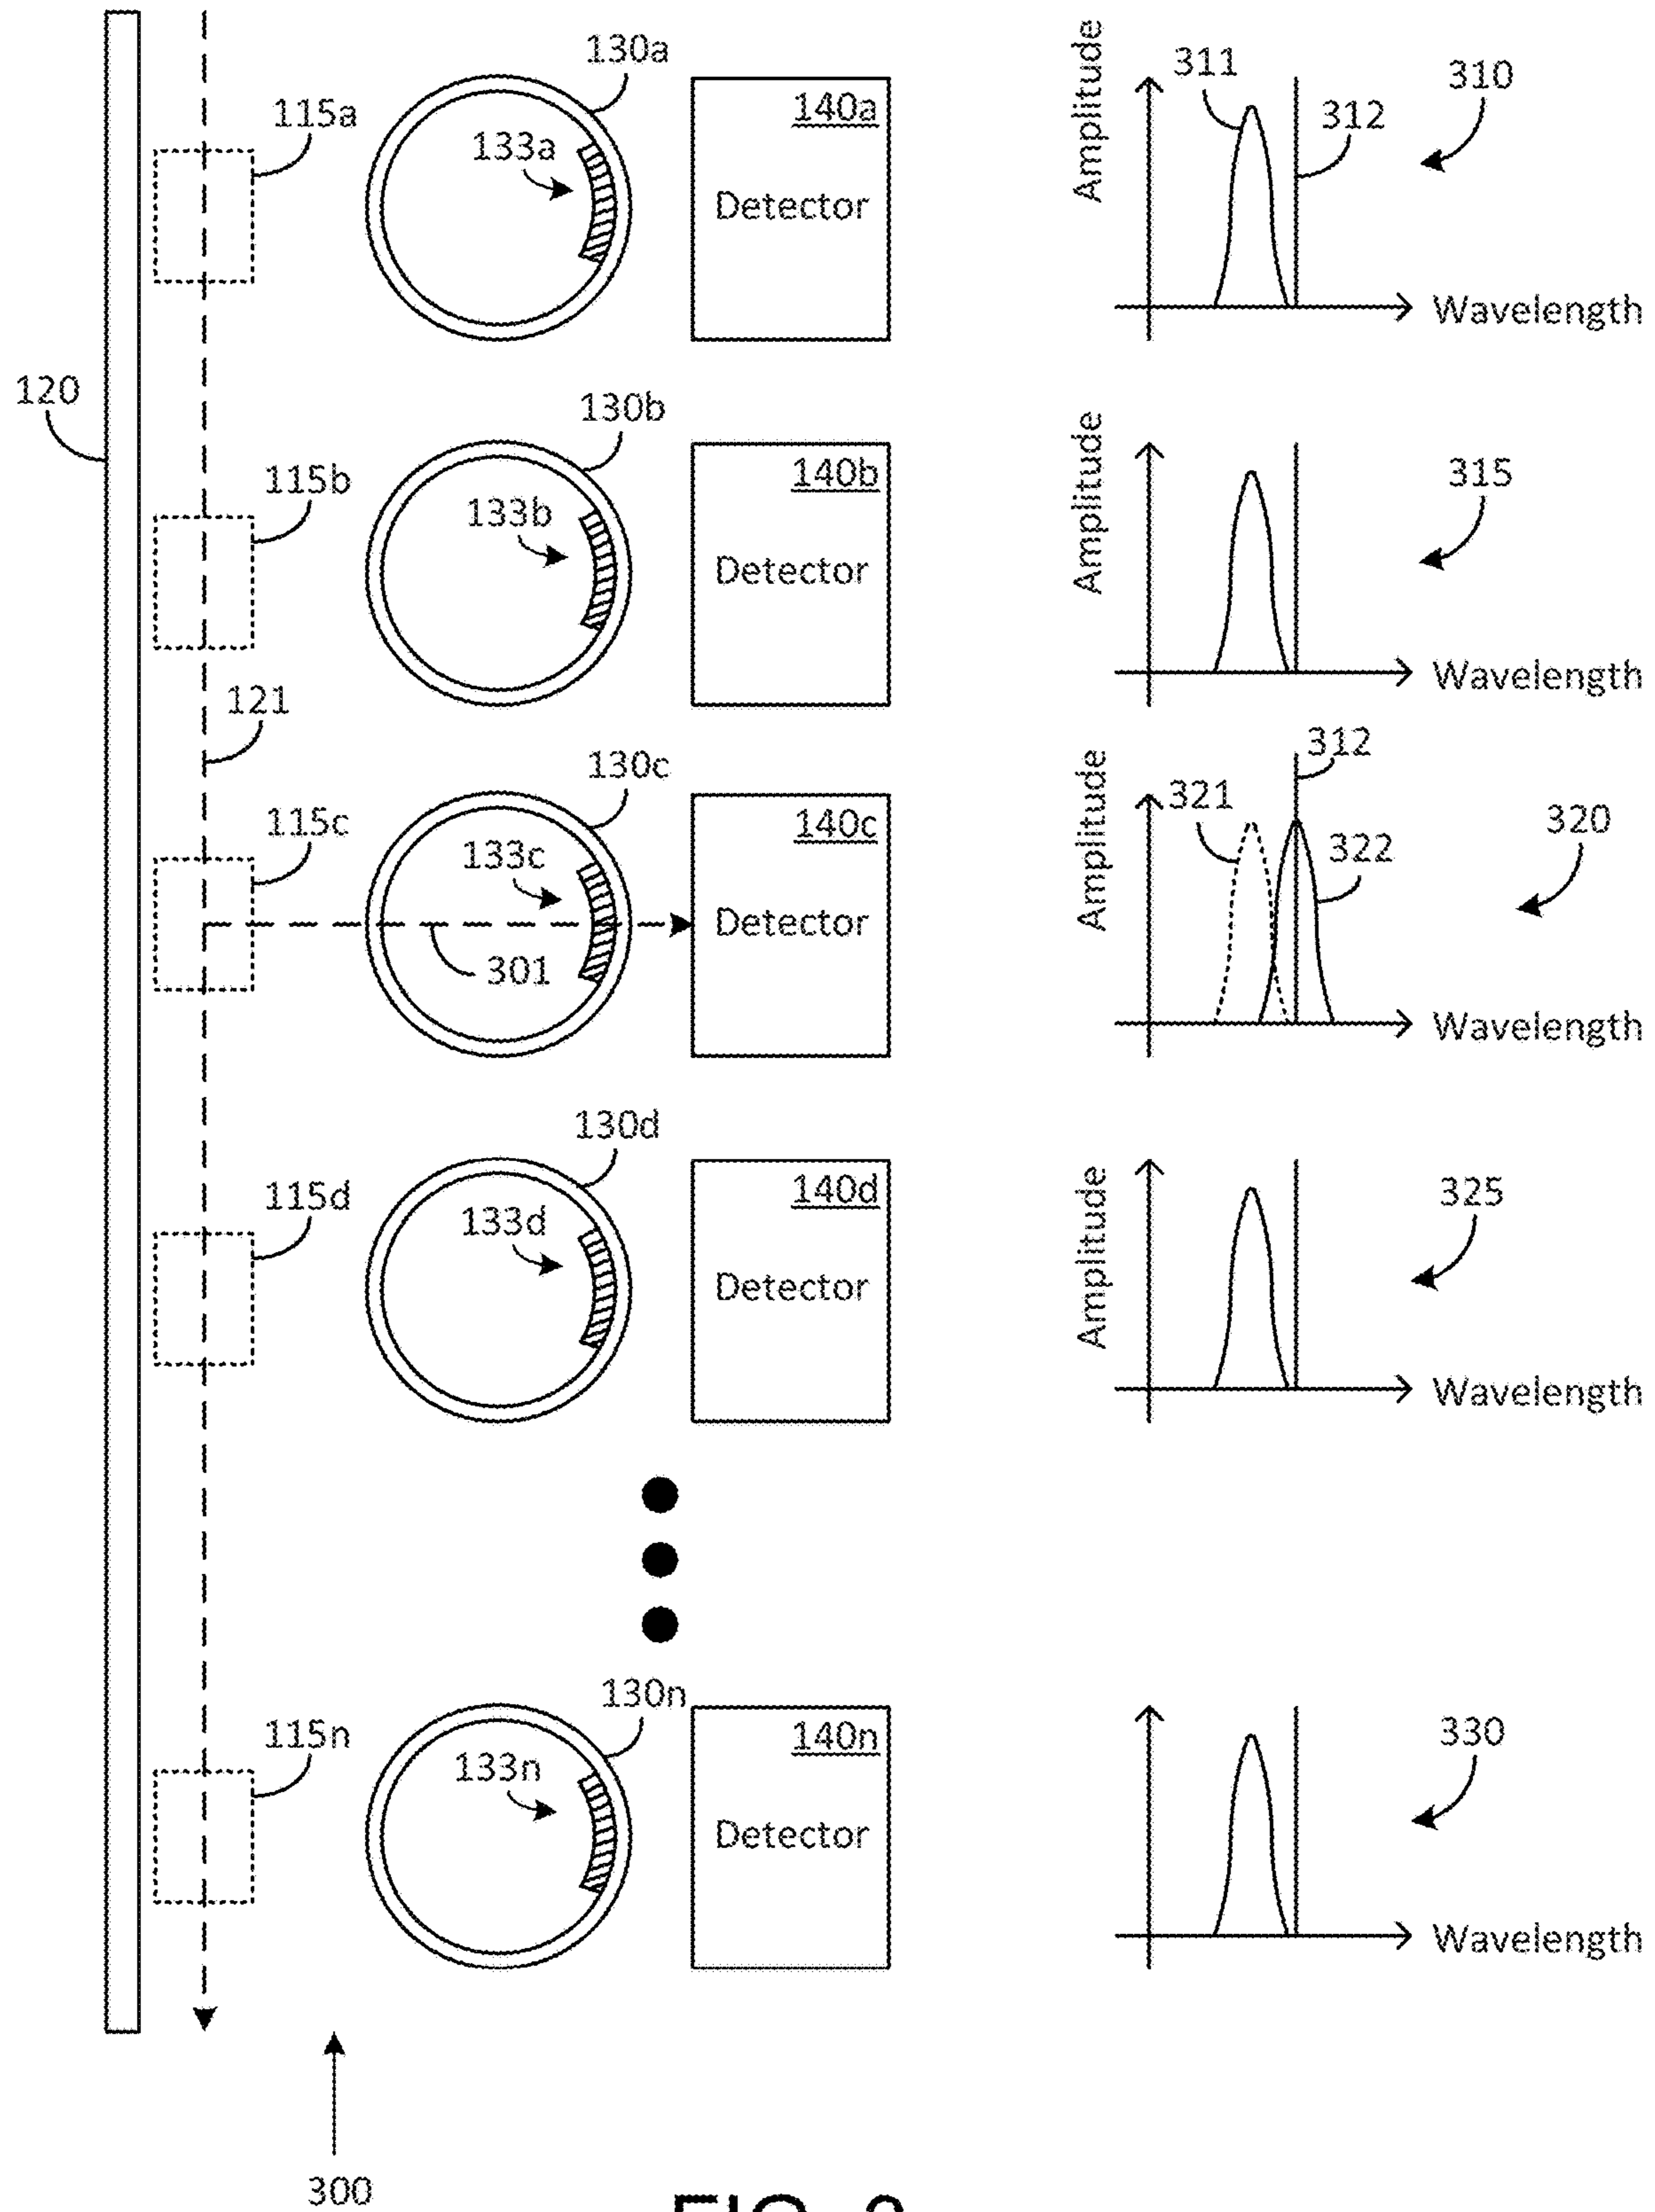 130a
140a
Detector
133a
115a
Amplitude
311
312
310
Wavelength
120
130b
140b
Detector
133b
115b
Amplitude
315
Wavelength
121
130c
140c
Detector
133c
115c
301
Amplitude
321
312
322
320
Wavelength
130d
140d
Detector
133d
115d
Amplitude
325
Wavelength
130n
140n
Detector
133n
115n
330
Wavelength
300
FIG.